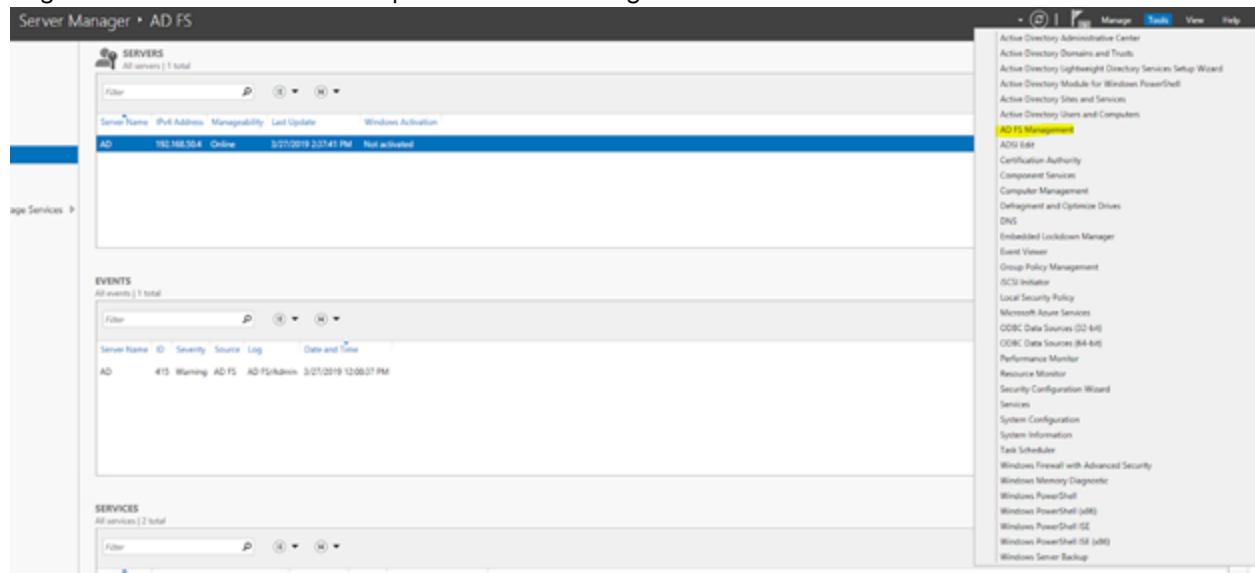 Server Manager • AD FS
Manage Tools View Help
SERVERS
All servers | 1 total
Filter
Server Name IPv4 Address Manageability Last Update Windows Activation
AD 192.168.50.4 Online 3/27/2019 2:37:41 PM Not activated
age Services
EVENTS
All events | 1 total
Filter
Server Name ID Severity Source Log Date and Time
AD 415 Warning AD FS AD FS/Admin 3/27/2019 12:08:37 PM
SERVICES
All services | 2 total
Filter
Active Directory Administrative Center
Active Directory Domains and Trusts
Active Directory Lightweight Directory Services Setup Wizard
Active Directory Module for Windows PowerShell
Active Directory Sites and Services
Active Directory Users and Computers
AD FS Management
ADSI Edit
Certification Authority
Component Services
Computer Management
Defragment and Optimize Drives
DNS
Embedded Lockdown Manager
Event Viewer
Group Policy Management
iSCSI Initiator
Local Security Policy
Microsoft Azure Services
ODBC Data Sources (32-bit)
ODBC Data Sources (64-bit)
Performance Monitor
Resource Monitor
Security Configuration Wizard
Services
System Configuration
System Information
Task Scheduler
Windows Firewall with Advanced Security
Windows Memory Diagnostic
Windows PowerShell
Windows PowerShell (x86)
Windows PowerShell ISE
Windows PowerShell ISE (x86)
Windows Server Backup